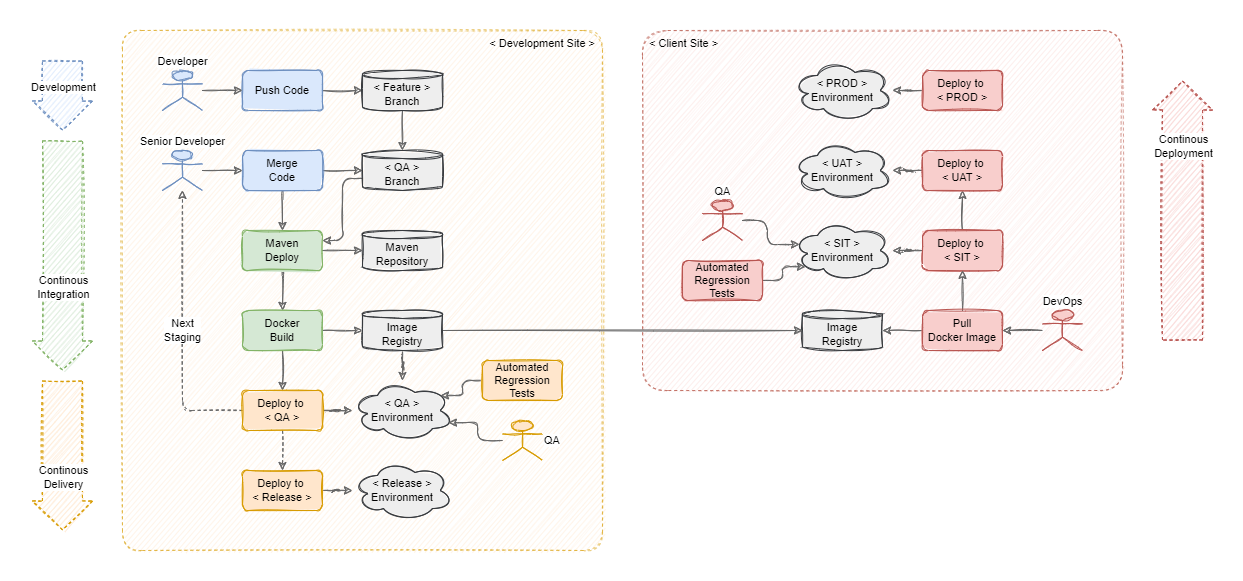 < Development Site >
< Client Site >
Developer
Development
Push Code
< Feature >
Branch
< PROD >
Environment
Deploy to
< PROD >
Senior Developer
Merge
Code
< QA >
Branch
< UAT >
Environment
Deploy to
< UAT >
Continous
Deployment
QA
Maven
Deploy
Maven
Repository
< SIT >
Environment
Deploy to
< SIT >
Automated
Regression
Tests
Continous
Integration
Next
Staging
Docker
Build
Image
Registry
Image
Registry
Pull
Docker Image
DevOps
Automated
Regression
Tests
Deploy to
< QA >
< QA >
Environment
QA
Continous
Delivery
Deploy to
< Release >
< Release >
Environment